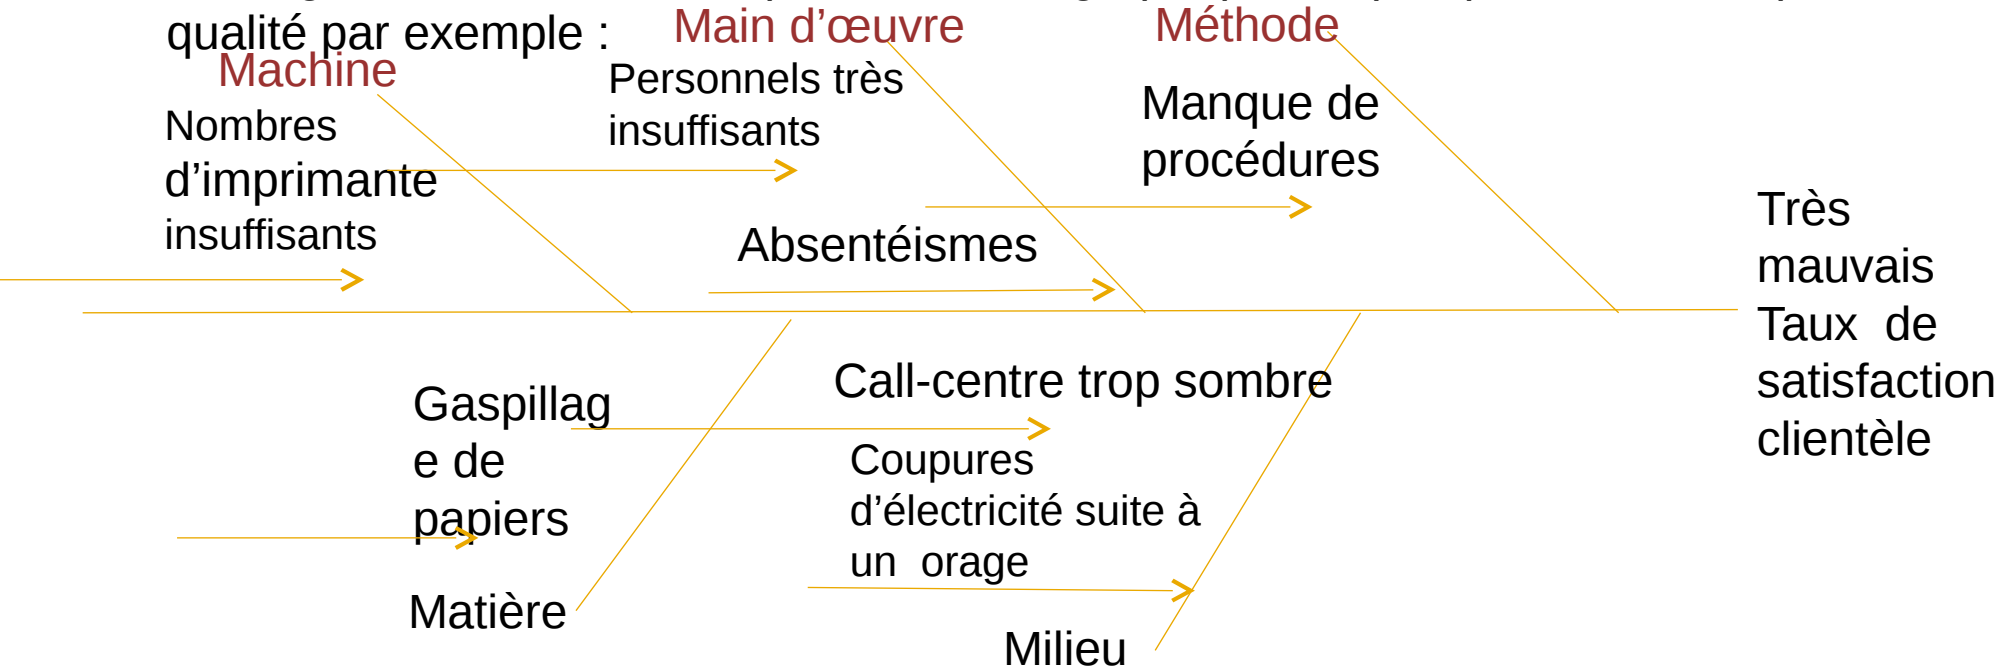 qualité par exemple :
Machine
Main d’œuvre
Méthode
Nombres
d’imprimante
insuffisants
Personnels très
insuffisants
Absentéismes
Manque de
procédures
Très
mauvais
Taux de
satisfaction
clientèle
Gaspillag
e de
papiers
Matière
Call-centre trop sombre
Coupures
d’électricité suite à
un orage
Milieu